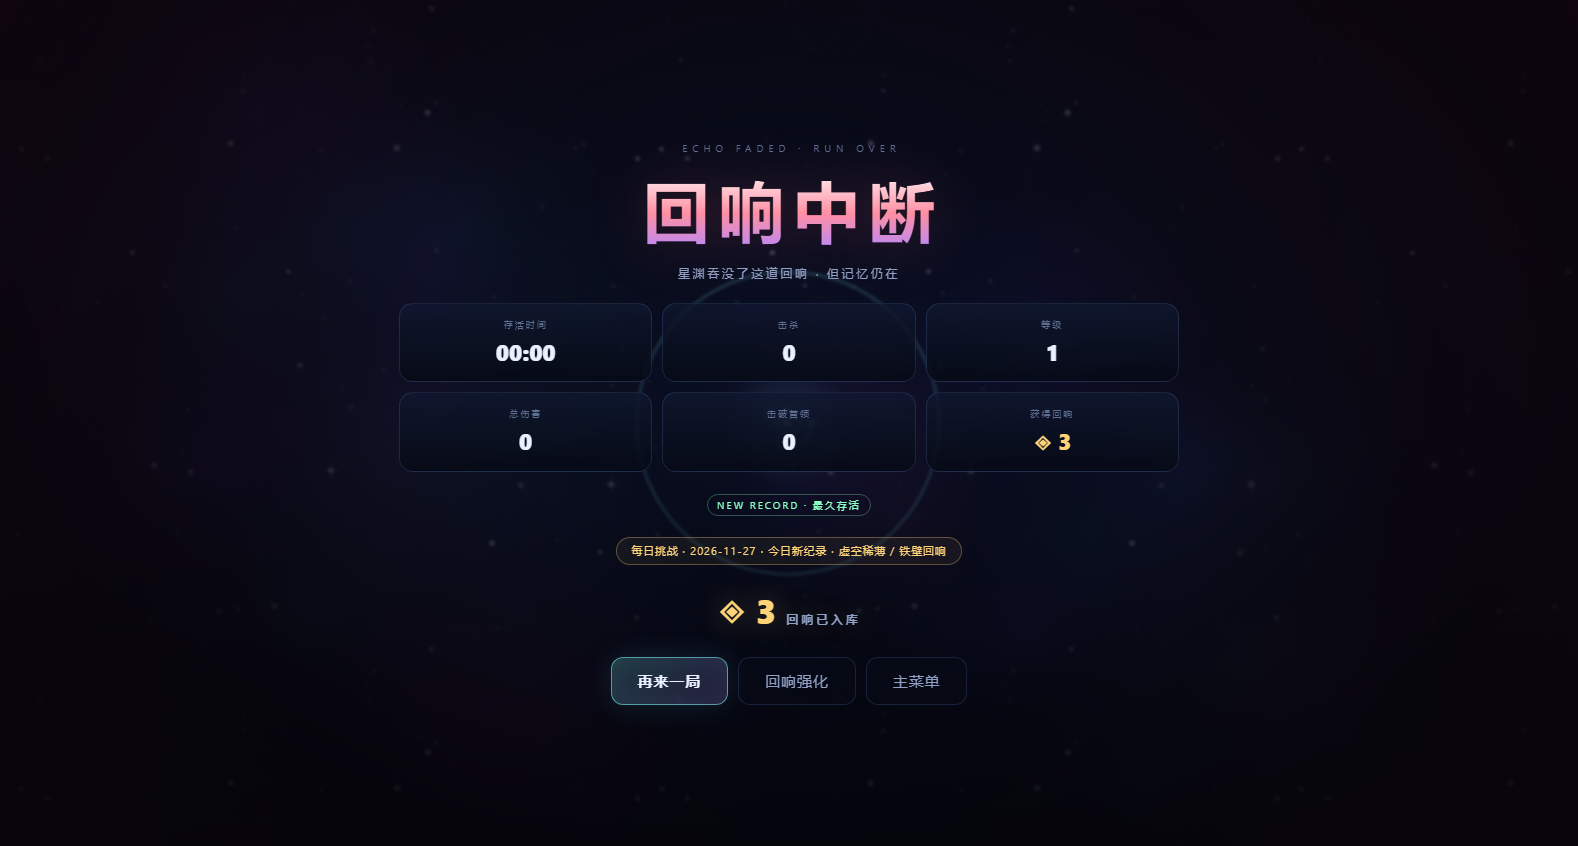 ECHO FADED · RUN OVER
回响中断
星渊吞没了这道回响 · 但记忆仍在
存活时间
00:00
击杀
0
等级
1
总伤害
0
击破首领
0
获得回响
◈ 3
NEW RECORD · 最久存活
每日挑战 · 2026-11-27 · 今日新纪录 · 虚空稀薄 / 铁壁回响
◈ 3 回响已入库
再来一局
回响强化
主菜单